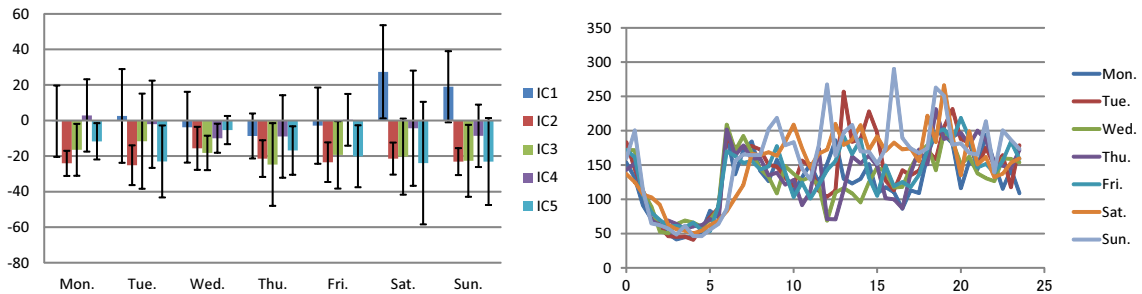 60
40
20
0
-20
-40
-60
-80
Mon.
Tue.
Wed.
Thu.
Fri.
Sat.
Sun.
IC1
IC2
IC3
IC4
IC5
350
300
250
200
150
100
50
0
0
5
10
15
20
25
Mon.
Tue.
Wed.
Thu.
Fri.
Sat.
Sun.